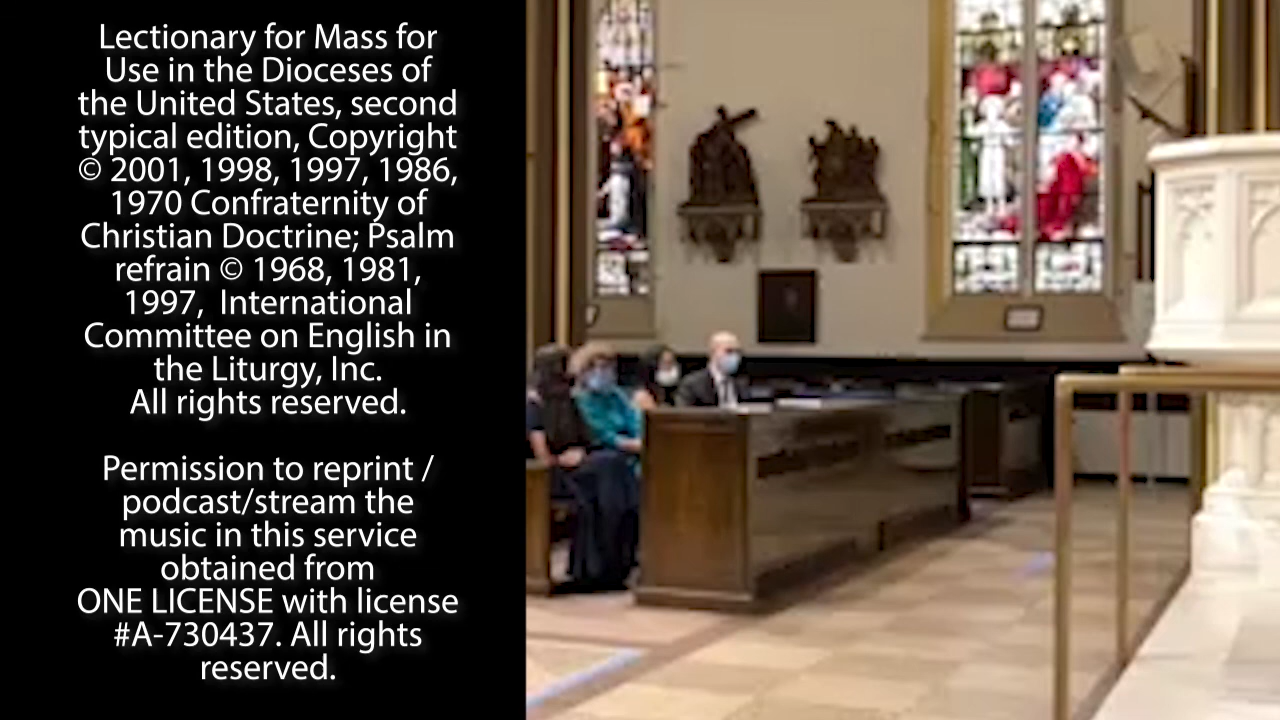 Lectionary for Mass for
Use in the Dioceses of
the United States, second
typical edition, Copyright
© 2001, 1998, 1997, 1986,
1970 Confraternity of
Christian Doctrine; Psalm
refrain © 1968, 1981,
1997,  International
Committee on English in
the Liturgy, Inc.
All rights reserved.
Permission to reprint /
podcast/stream the
music in this service
obtained from
ONE LICENSE with license
#A-730437. All rights
reserved.